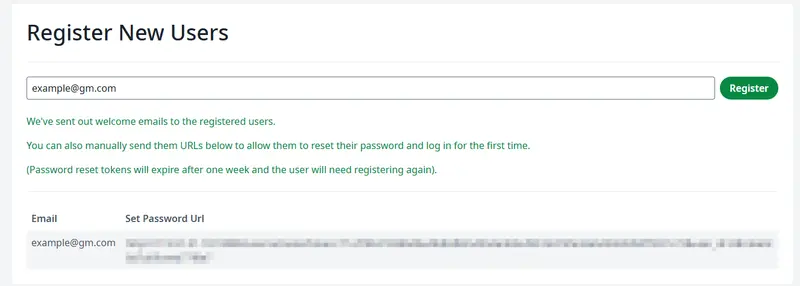 Register New Users
example@gm.com Register
We've sent out welcome emails to the registered users.
You can also manually send them URLs below to allow them to reset their password and log in for the first time.
(Password reset tokens will expire after one week and the user will need registering again).
Email Set Password Url
example@gm.com